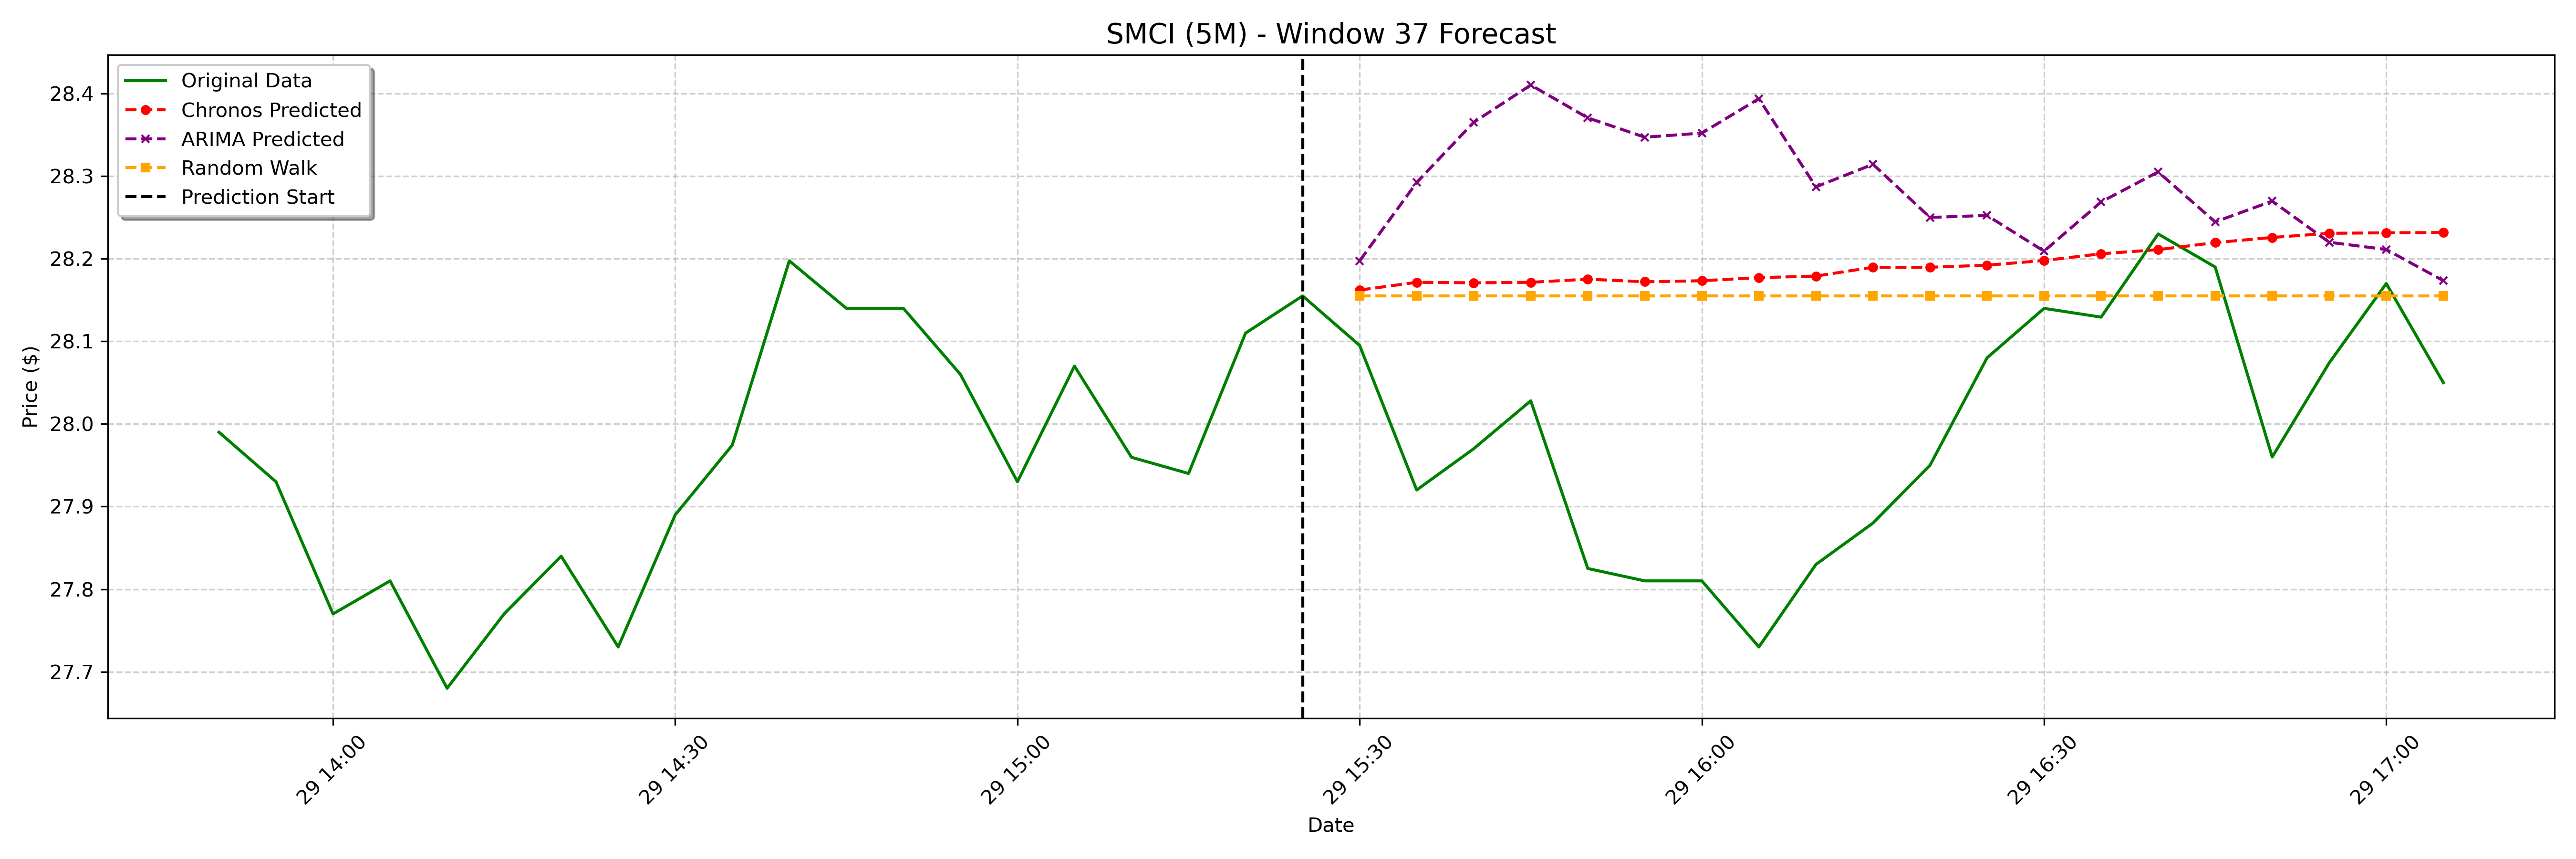 SMCI (5M) - Window 37 Forecast
Original Data
Chronos Predicted
ARIMA Predicted
Random Walk
Prediction Start
Price ($)
28.4
28.3
28.2
28.1
28.0
27.9
27.8
27.7
29 14:00
29 14:30
29 15:00
29 15:30
29 16:00
29 16:30
29 17:00
Date